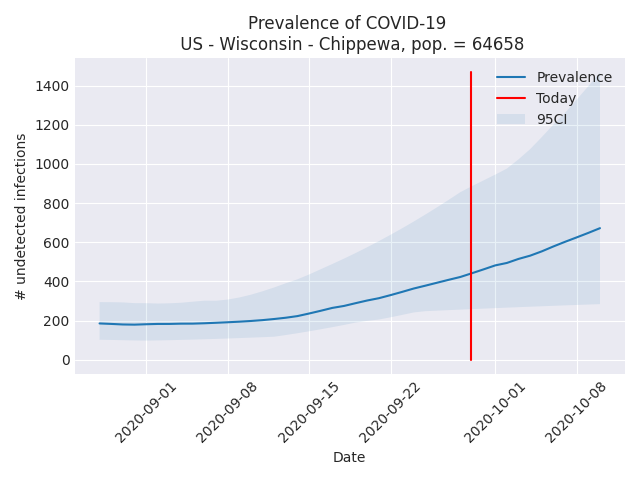 Prevalence of COVID-19
US - Wisconsin - Chippewa, pop. = 64658
Prevalence
Today
95CI
# undetected infections
1400
1200
1000
800
600
400
200
0
2020-09-01
2020-09-08
2020-09-15
2020-09-22
2020-10-01
2020-10-08
Date